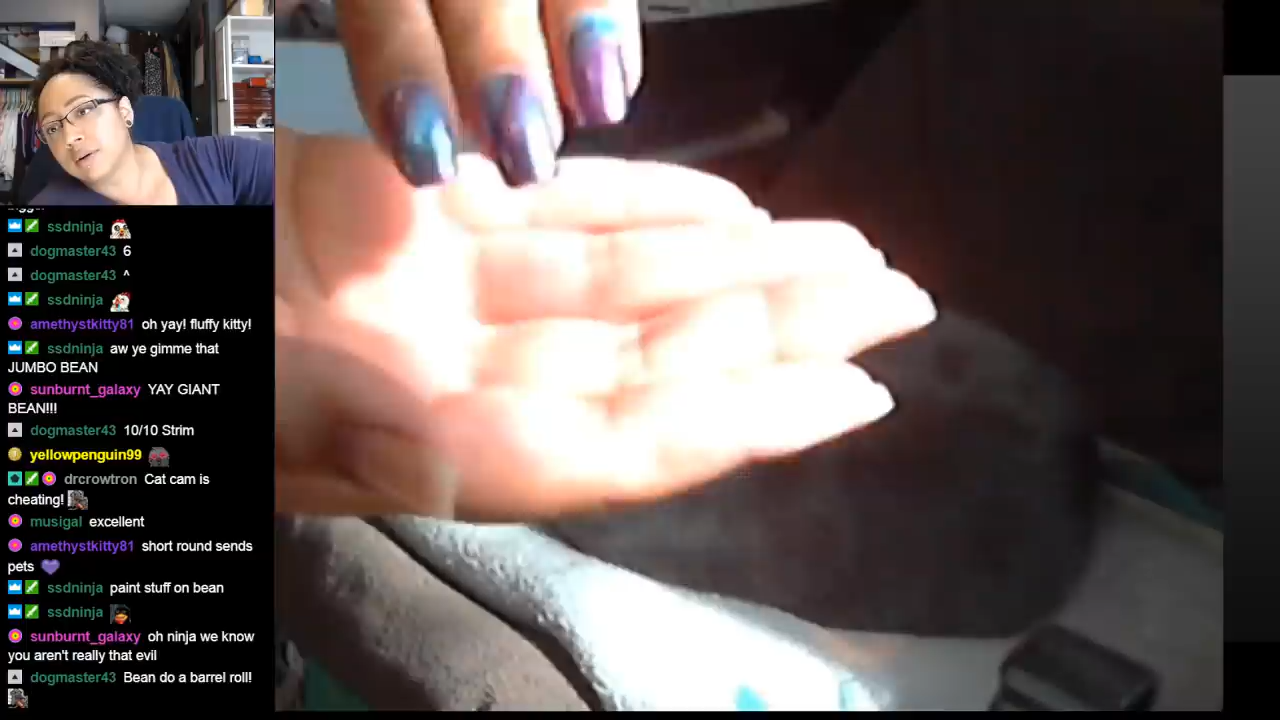 ssdninja
dogmaster43 6
dogmaster43 ^
ssdninja
amethystkitty81 oh yay! fluffy kitty!
ssdninja aw ye gimme that
JUMBO BEAN
sunburnt_galaxy YAY GIANT
BEAN!!!
dogmaster43 10/10 Strim
yellowpenguin99
drcrowtron Cat cam is
cheating!
musigal excellent
amethystkitty81 short round sends
pets
ssdninja paint stuff on bean
ssdninja
sunburnt_galaxy oh ninja we know
you aren't really that evil
dogmaster43 Bean do a barrel roll!